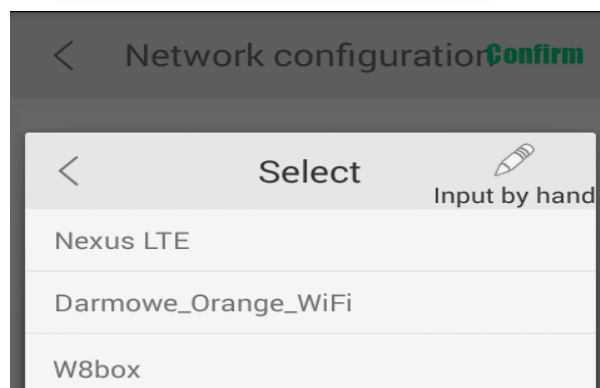 Network configuration Confirm
Select
Input by hand
Nexus LTE
Darmowe_Orange_WiFi
W8box